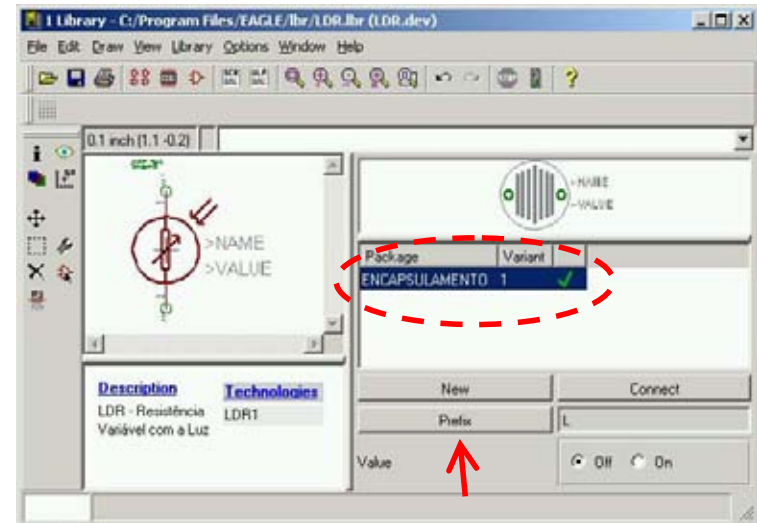 1 Library - C:/Program Files/EAGLE/lbr/LDR.lbr (LDR.dev)
File Edit Draw View Library Options Window Help
0.1 inch (1.1 -0.2)
>NAME
>VALUE
>NAME
>VALUE
Package Variant
ENCAPSULAMENTO 1
Description
Technologies
LDR - Resistência
Variável com a Luz
LDR1
New Connect
Prefix L
Value Off On